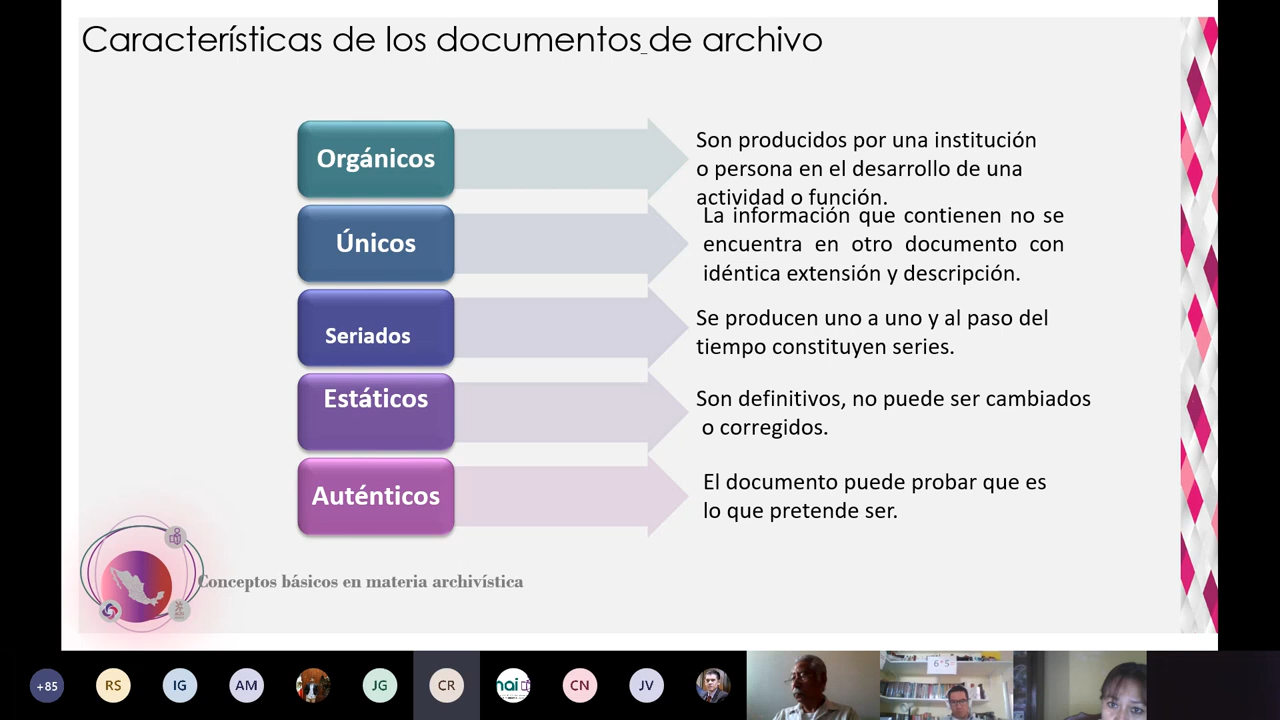 Características de los documentos de archivo
Orgánicos
Son producidos por una institución
o persona en el desarrollo de una
actividad o función.
Únicos
La información que contienen no se
encuentra en otro documento con
idéntica extensión y descripción.
Seriados
Se producen uno a uno y al paso del
tiempo constituyen series.
Estáticos
Son definitivos, no puede ser cambiados
o corregidos.
Auténticos
El documento puede probar que es
lo que pretende ser.
Conceptos básicos en materia archivística
+85
RS
IG
AM
JG
CR
nai
CN
JV
6°5